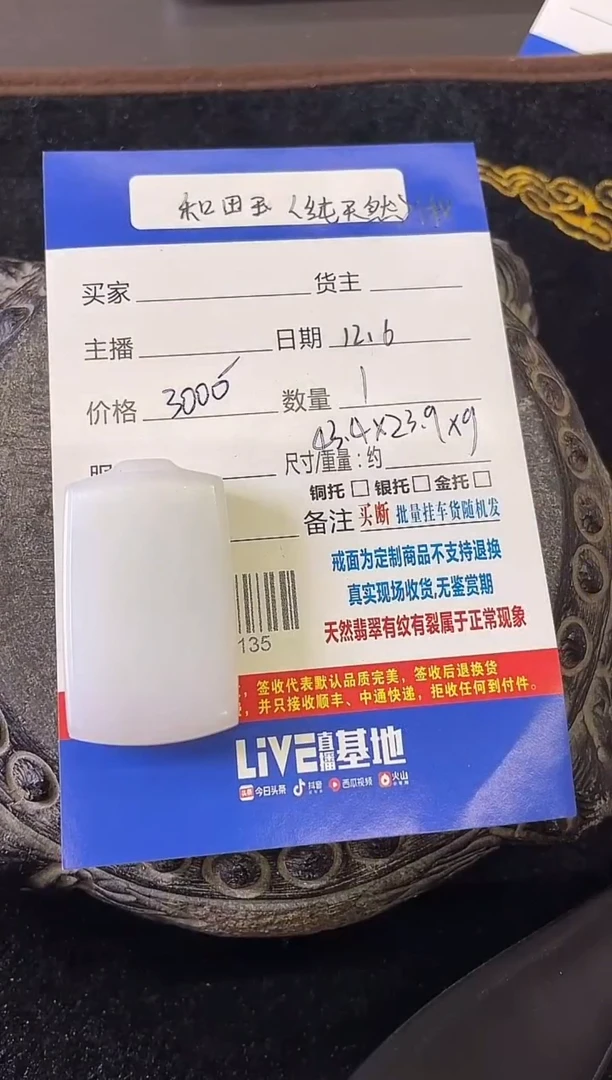 和田玉（纯天然）
买家 货主
主播 日期 12.6
价格 3000 数量 1
43.4×23.9×9
尺寸/重量：约
铜托 □ 银托 □ 金托 □
备注 买断 批量挂车货随机发
戒面为定制商品不支持退换
真实现场收货,无鉴赏期
135
天然翡翠有纹有裂属于正常现象
，签收代表默认品质完美，签收后退换货
，并只接收顺丰、中通快递，拒收任何到付件。
LiVE直播基地
头条 今日头条 抖音 西瓜视频 火山